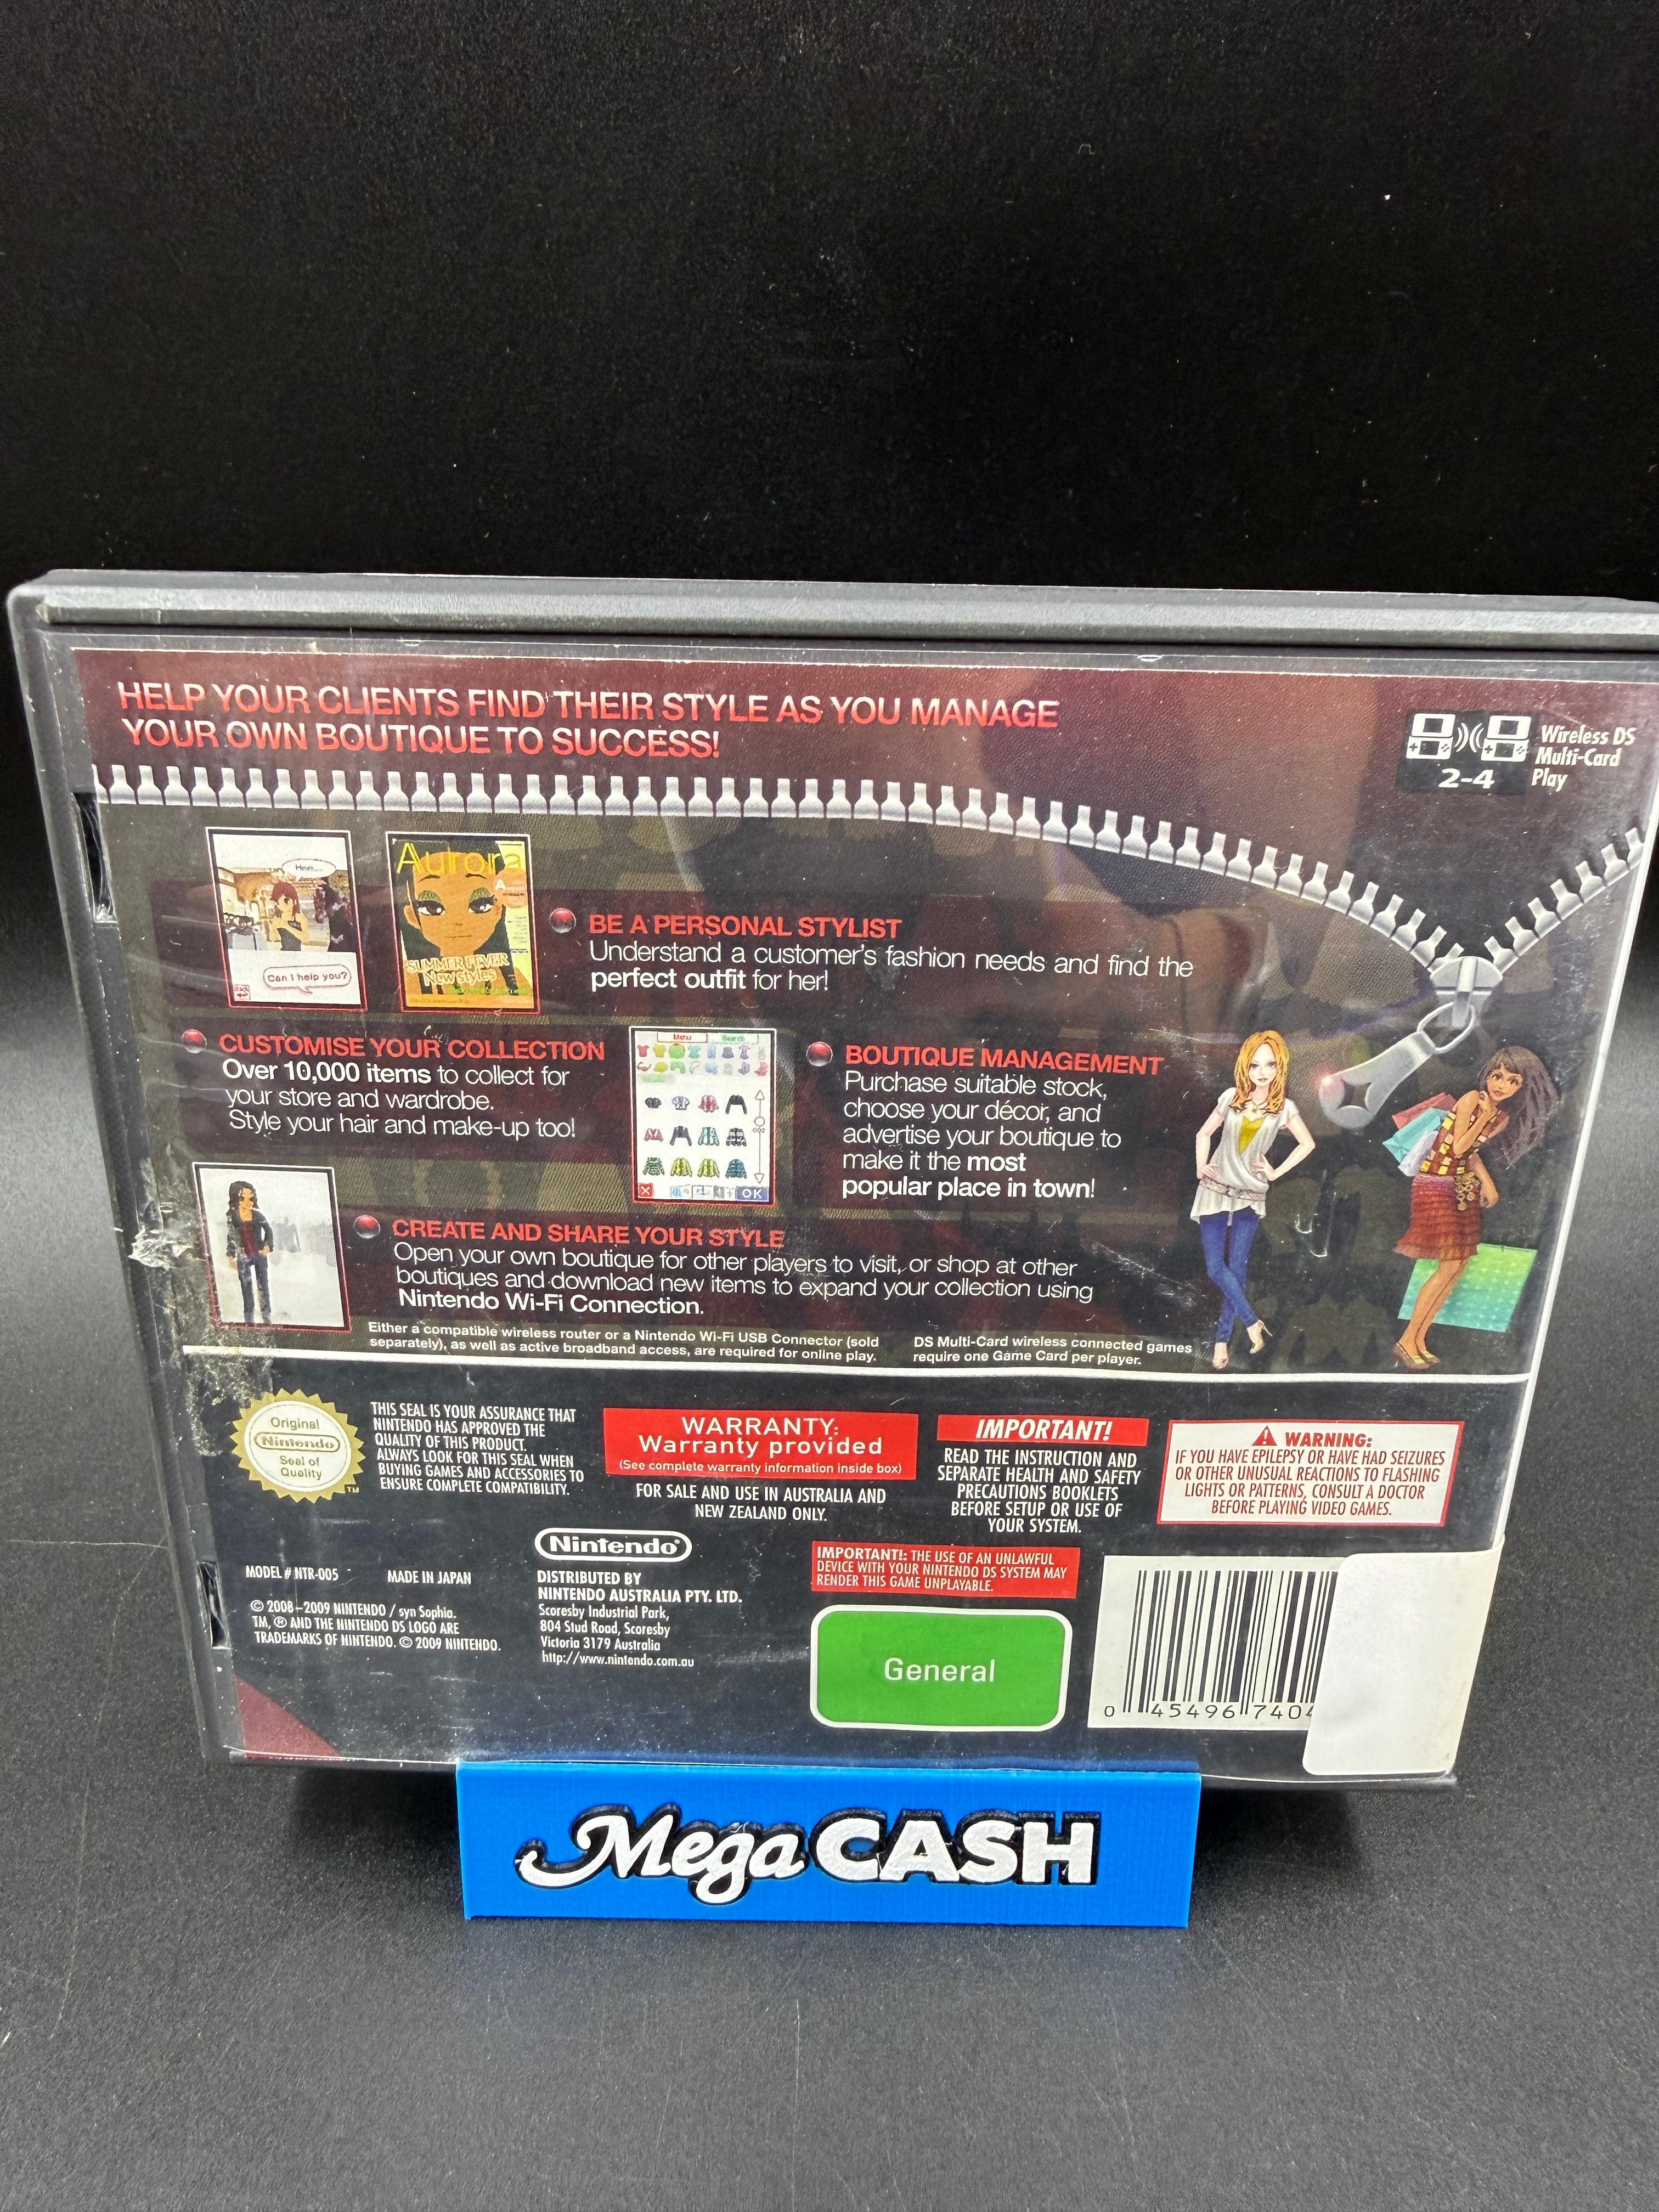 HELP YOUR CLIENTS FIND THEIR STYLE AS YOU MANAGE
YOUR OWN BOUTIQUE TO SUCCESS!
Wireless DS
Multi-Card
Play
2-4
Can I help you?
Aurora
SUMMER FEVER
New styles
BE A PERSONAL STYLIST
Understand a customer's fashion needs and find the
perfect outfit for her!
CUSTOMISE YOUR COLLECTION
Over 10,000 items to collect for
your store and wardrobe.
Style your hair and make-up too!
Menu
Search
OK
BOUTIQUE MANAGEMENT
Purchase suitable stock,
choose your décor, and
advertise your boutique to
make it the most
popular place in town!
CREATE AND SHARE YOUR STYLE
Open your own boutique for other players to visit, or shop at other
boutiques and download new items to expand your collection using
Nintendo Wi-Fi Connection.
Either a compatible wireless router or a Nintendo Wi-Fi USB Connector (sold
separately), as well as active broadband access, are required for online play.
DS Multi-Card wireless connected games
require one Game Card per player.
Original
Nintendo
Seal of
Quality
TM
THIS SEAL IS YOUR ASSURANCE THAT
NINTENDO HAS APPROVED THE
QUALITY OF THIS PRODUCT.
ALWAYS LOOK FOR THIS SEAL WHEN
BUYING GAMES AND ACCESSORIES TO
ENSURE COMPLETE COMPATIBILITY.
WARRANTY:
Warranty provided
(See complete warranty information inside box)
FOR SALE AND USE IN AUSTRALIA AND
NEW ZEALAND ONLY.
IMPORTANT!
READ THE INSTRUCTION AND
SEPARATE HEALTH AND SAFETY
PRECAUTIONS BOOKLETS
BEFORE SETUP OR USE OF
YOUR SYSTEM.
WARNING:
IF YOU HAVE EPILEPSY OR HAVE HAD SEIZURES
OR OTHER UNUSUAL REACTIONS TO FLASHING
LIGHTS OR PATTERNS, CONSULT A DOCTOR
BEFORE PLAYING VIDEO GAMES.
MODEL # NTR-005
MADE IN JAPAN
© 2008-2009 NINTENDO / syn Sophia.
TM, ® AND THE NINTENDO DS LOGO ARE
TRADEMARKS OF NINTENDO. © 2009 NINTENDO.
Nintendo®
DISTRIBUTED BY
NINTENDO AUSTRALIA PTY. LTD.
Scoresby Industrial Park,
804 Stud Road, Scoresby
Victoria 3179 Australia
http://www.nintendo.com.au
IMPORTANT!: THE USE OF AN UNLAWFUL
DEVICE WITH YOUR NINTENDO DS SYSTEM MAY
RENDER THIS GAME UNPLAYABLE.
General
0 45496 7404
Mega CASH